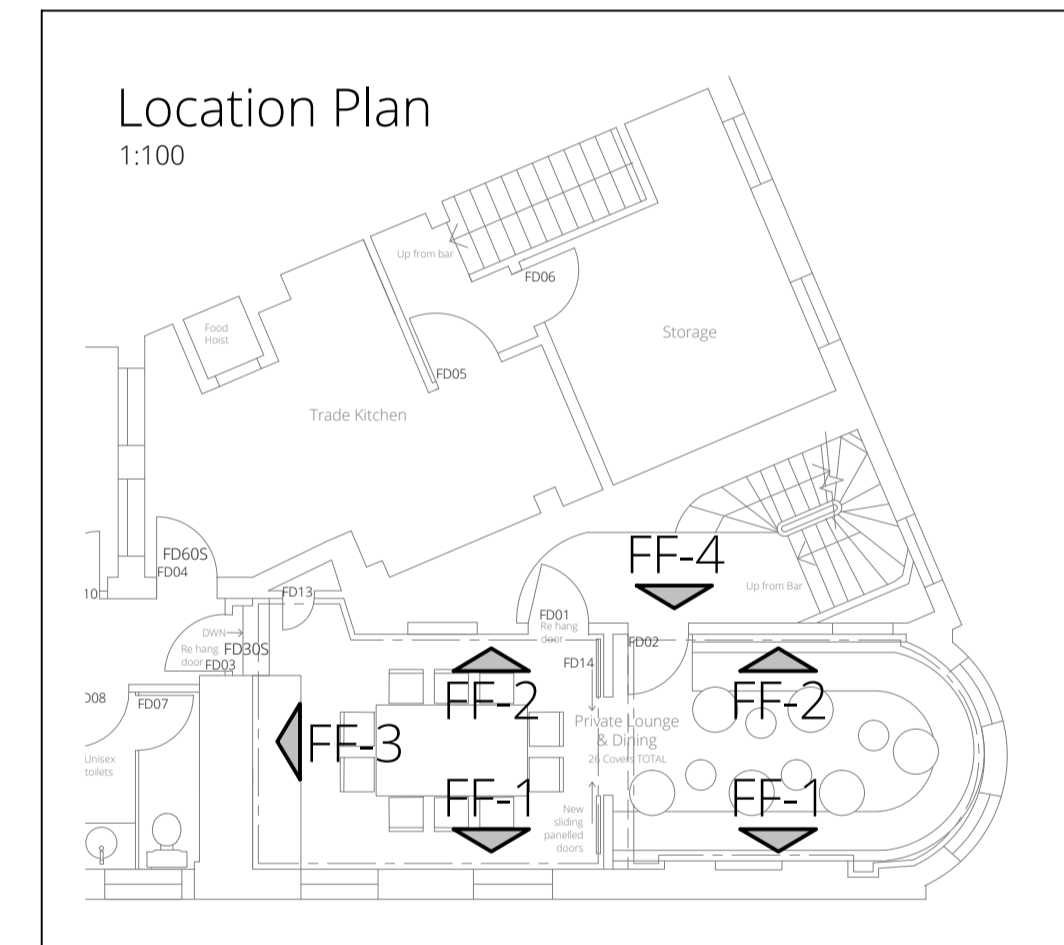 Location Plan
1:100
Up from bar
FD06
Food
Hoist
Storage
FD05
Trade Kitchen
FD60S
FD04
FF-4
10
FD13
Up from Bar
FD01
Re hang
door
DWN
FD30S
Re hang
door
FD03
FD02
FD14
FF-2
FF-2
08
FD07
Private Lounge
& Dining
26 Covers TOTAL
FF-3
Unisex
toilets
FF-1
FF-1
New
sliding
panelled
doors